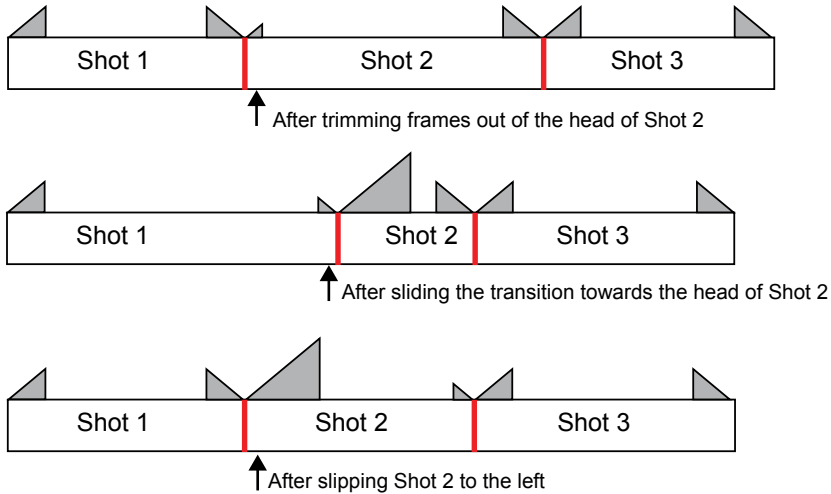 Shot 1 Shot 2 Shot 3
After trimming frames out of the head of Shot 2
Shot 1 Shot 2 Shot 3
After sliding the transition towards the head of Shot 2
Shot 1 Shot 2 Shot 3
After slipping Shot 2 to the left